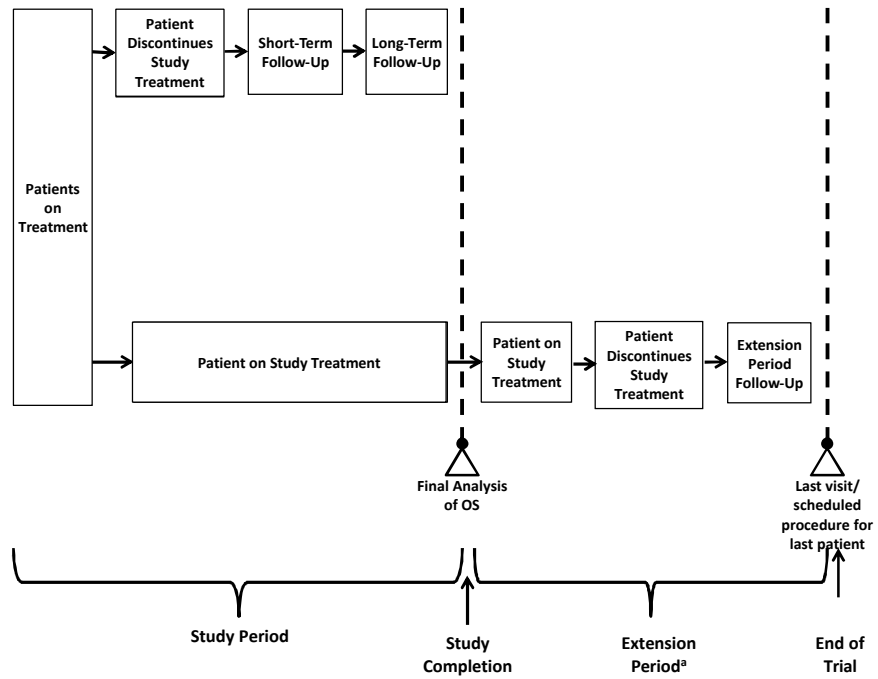 Patient
Discontinues
Study
Treatment
Short-Term
Follow-Up
Long-Term
Follow-Up
Patients
on
Treatment
Patient on Study Treatment
Patient on
Study
Treatment
Patient
Discontinues
Study
Treatment
Extension
Period
Follow-Up
Final Analysis
of OS
Last visit/
scheduled
procedure for
last patient
Study Period
Study
Completion
Extension
Periodᵃ
End of
Trial